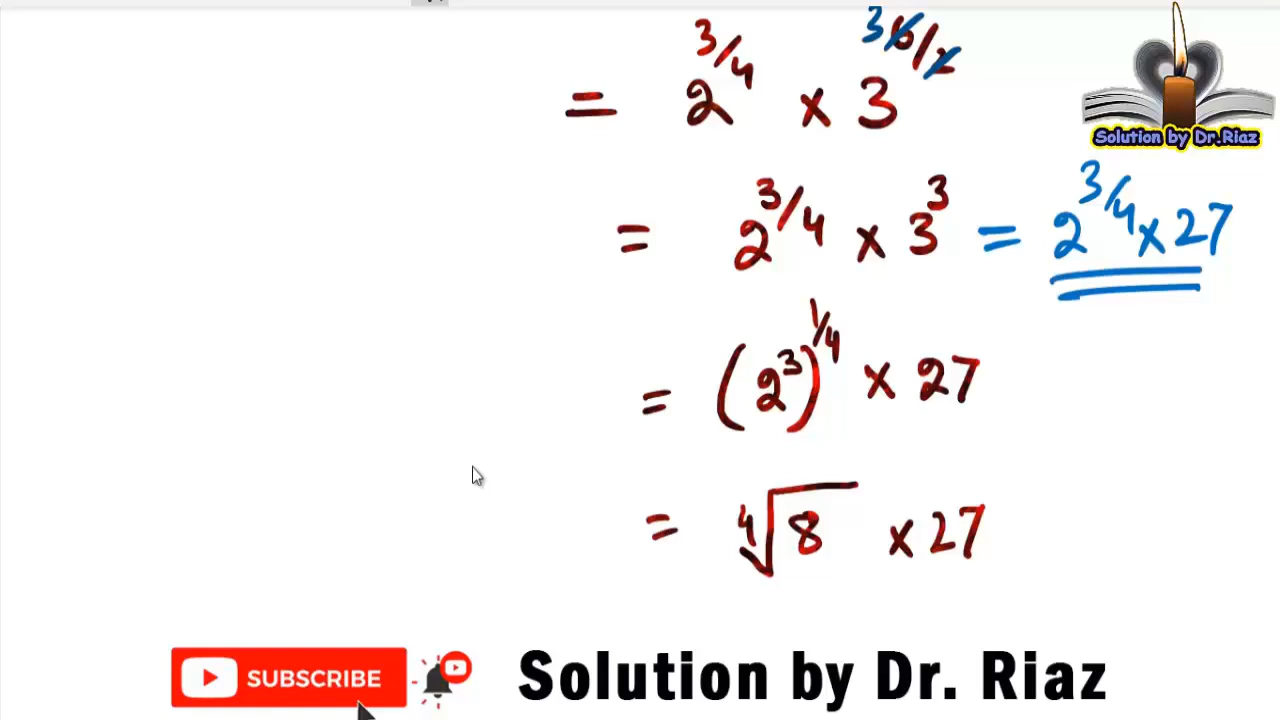 = 2^3/4 × 3^6/2 3
Solution by Dr.Riaz
= 2^3/4 × 3^3 = 2^3/4 × 27
= (2^3)^1/4 × 27
= ∜8 × 27
SUBSCRIBE
Solution by Dr. Riaz